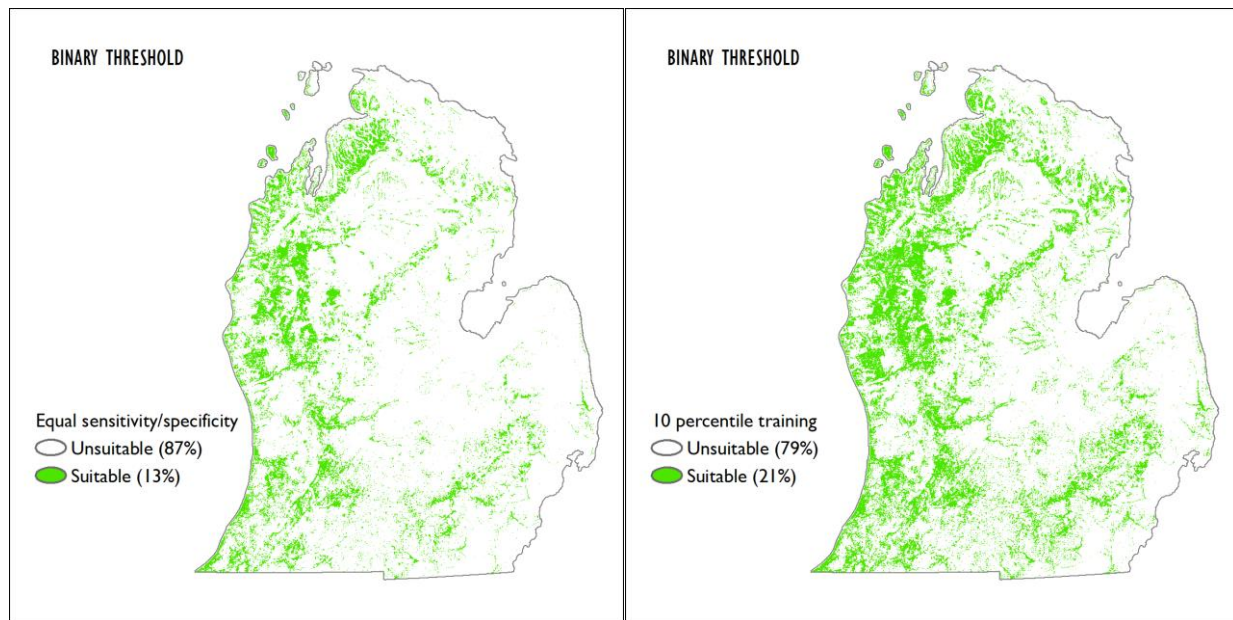 BINARY THRESHOLD
Equal sensitivity/specificity
Unsuitable (87%)
Suitable (13%)
BINARY THRESHOLD
10 percentile training
Unsuitable (79%)
Suitable (21%)